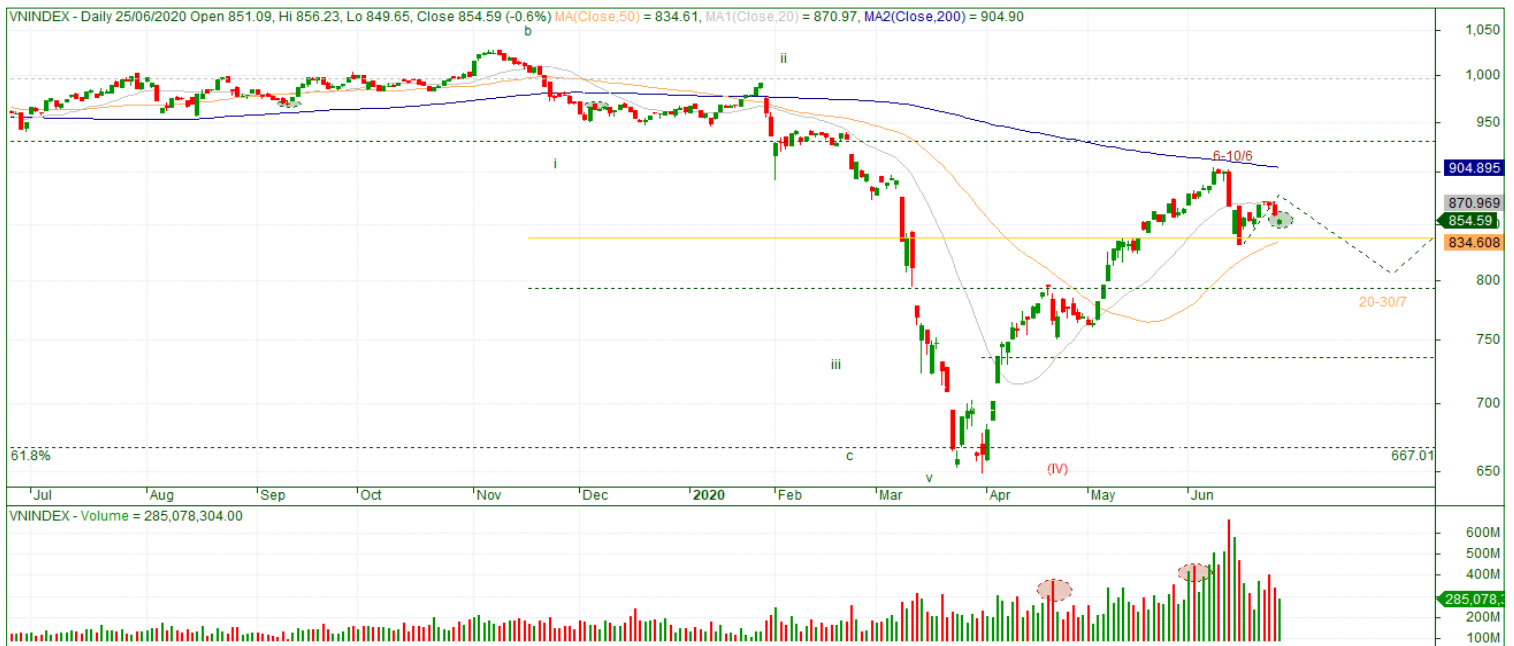 VNINDEX - Daily 25/06/2020 Open 851.09, Hi 856.23, Lo 849.65, Close 854.59 (-0.6%) MA(Close,50) = 834.61, MA1(Close,20) = 870.97, MA2(Close,200) = 904.90
b
1,050
ii
1,000
950
i
6-10/6
904.895
870.969
854.59
834.608
800
20-30/7
750
iii
700
61.8%
c
667.01
v
(IV)
650
Jul Aug Sep Oct Nov Dec 2020 Feb Mar Apr May Jun
VNINDEX - Volume = 285,078,304.00
600M
500M
400M
285,078.3
200M
100M